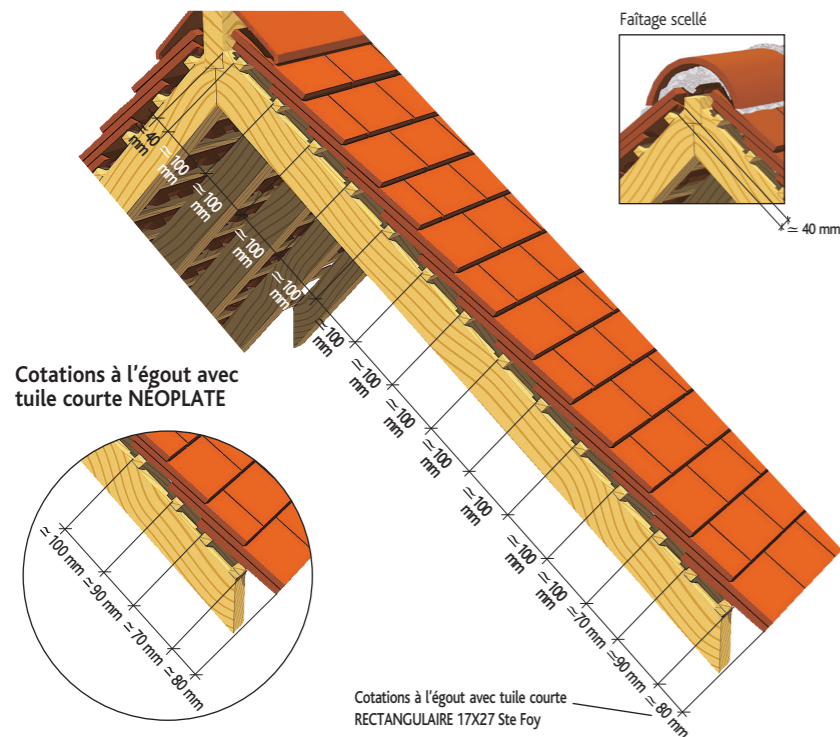 Faîtage scellé
≃ 40 mm
≃40
mm
≃100
mm
≃100
mm
≃100
mm
≃100
mm
≃100
mm
≃100
mm
≃100
mm
≃100
mm
≃100
mm
≃100
mm
≃100
mm
≃70 mm
≃90 mm
≃80 mm
Cotations à l'égout avec
tuile courte NÉOPLATE
≃100 mm
≃90 mm
≃70 mm
≃80 mm
Cotations à l'égout avec tuile courte
RECTANGULAIRE 17X27 Ste Foy